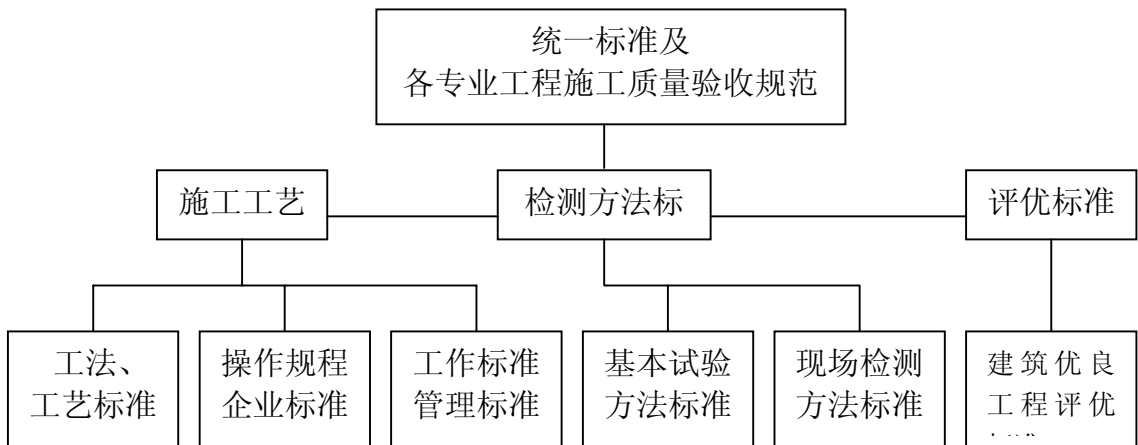 统一标准及
各专业工程施工质量验收规范
施工工艺
检测方法标
评优标准
工法、
工艺标准
操作规程
企业标准
工作标准
管理标准
基本试验
方法标准
现场检测
方法标准
建筑优良
工程评优